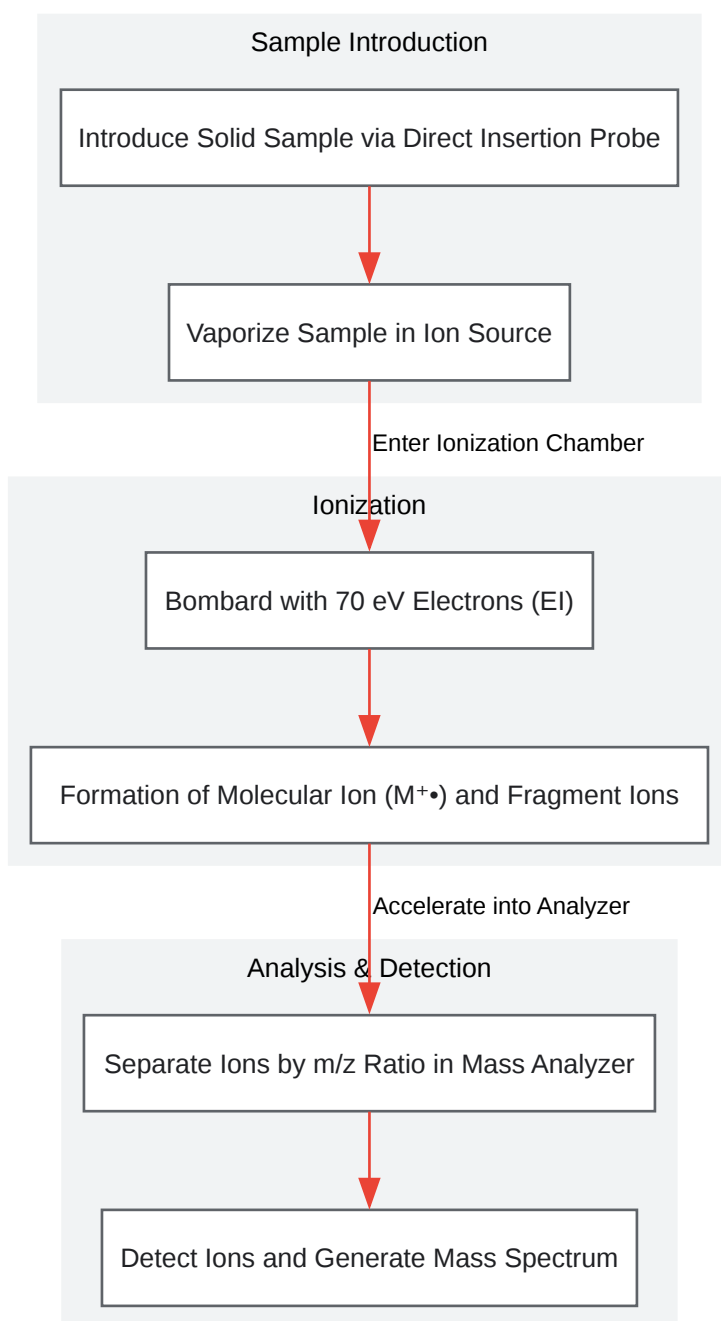 Sample Introduction
Introduce Solid Sample via Direct Insertion Probe
Vaporize Sample in Ion Source
Enter Ionization Chamber
Ionization
Bombard with 70 eV Electrons (EI)
Formation of Molecular Ion (M⁺•) and Fragment Ions
Accelerate into Analyzer
Analysis & Detection
Separate Ions by m/z Ratio in Mass Analyzer
Detect Ions and Generate Mass Spectrum